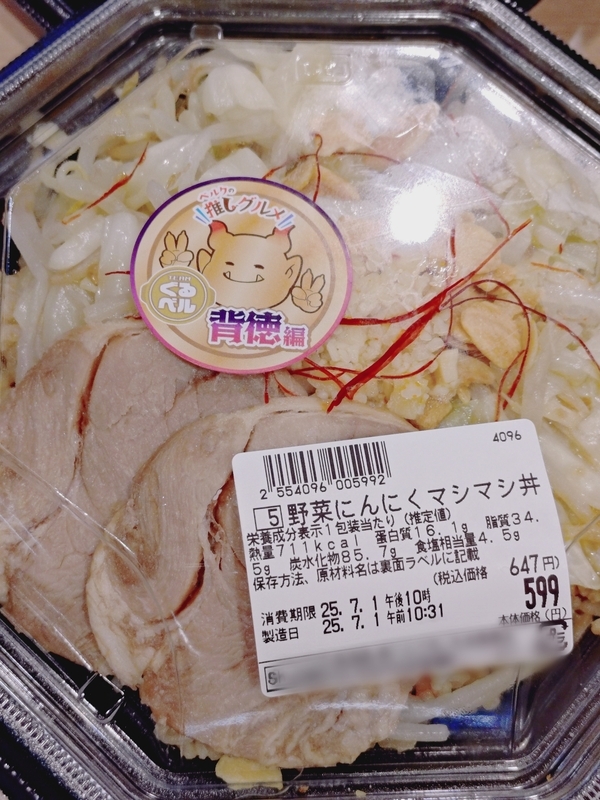 ベルクの
推しグルメ!!
TEAM
ぐる
ベル
背徳編
4096
2 554096 005992
5 野菜にんにくマシマシ丼
栄養成分表示1包装当たり(推定値)
熱量711kcal 蛋白質16.1g 脂質34.
5g 炭水化物85.7g 食塩相当量4.5g
保存方法、原材料名は裏面ラベルに記載
(税込価格 647円)
599
本体価格(円)
消費期限 25.7.1午後10時
製造日 25.7.1午前10:31